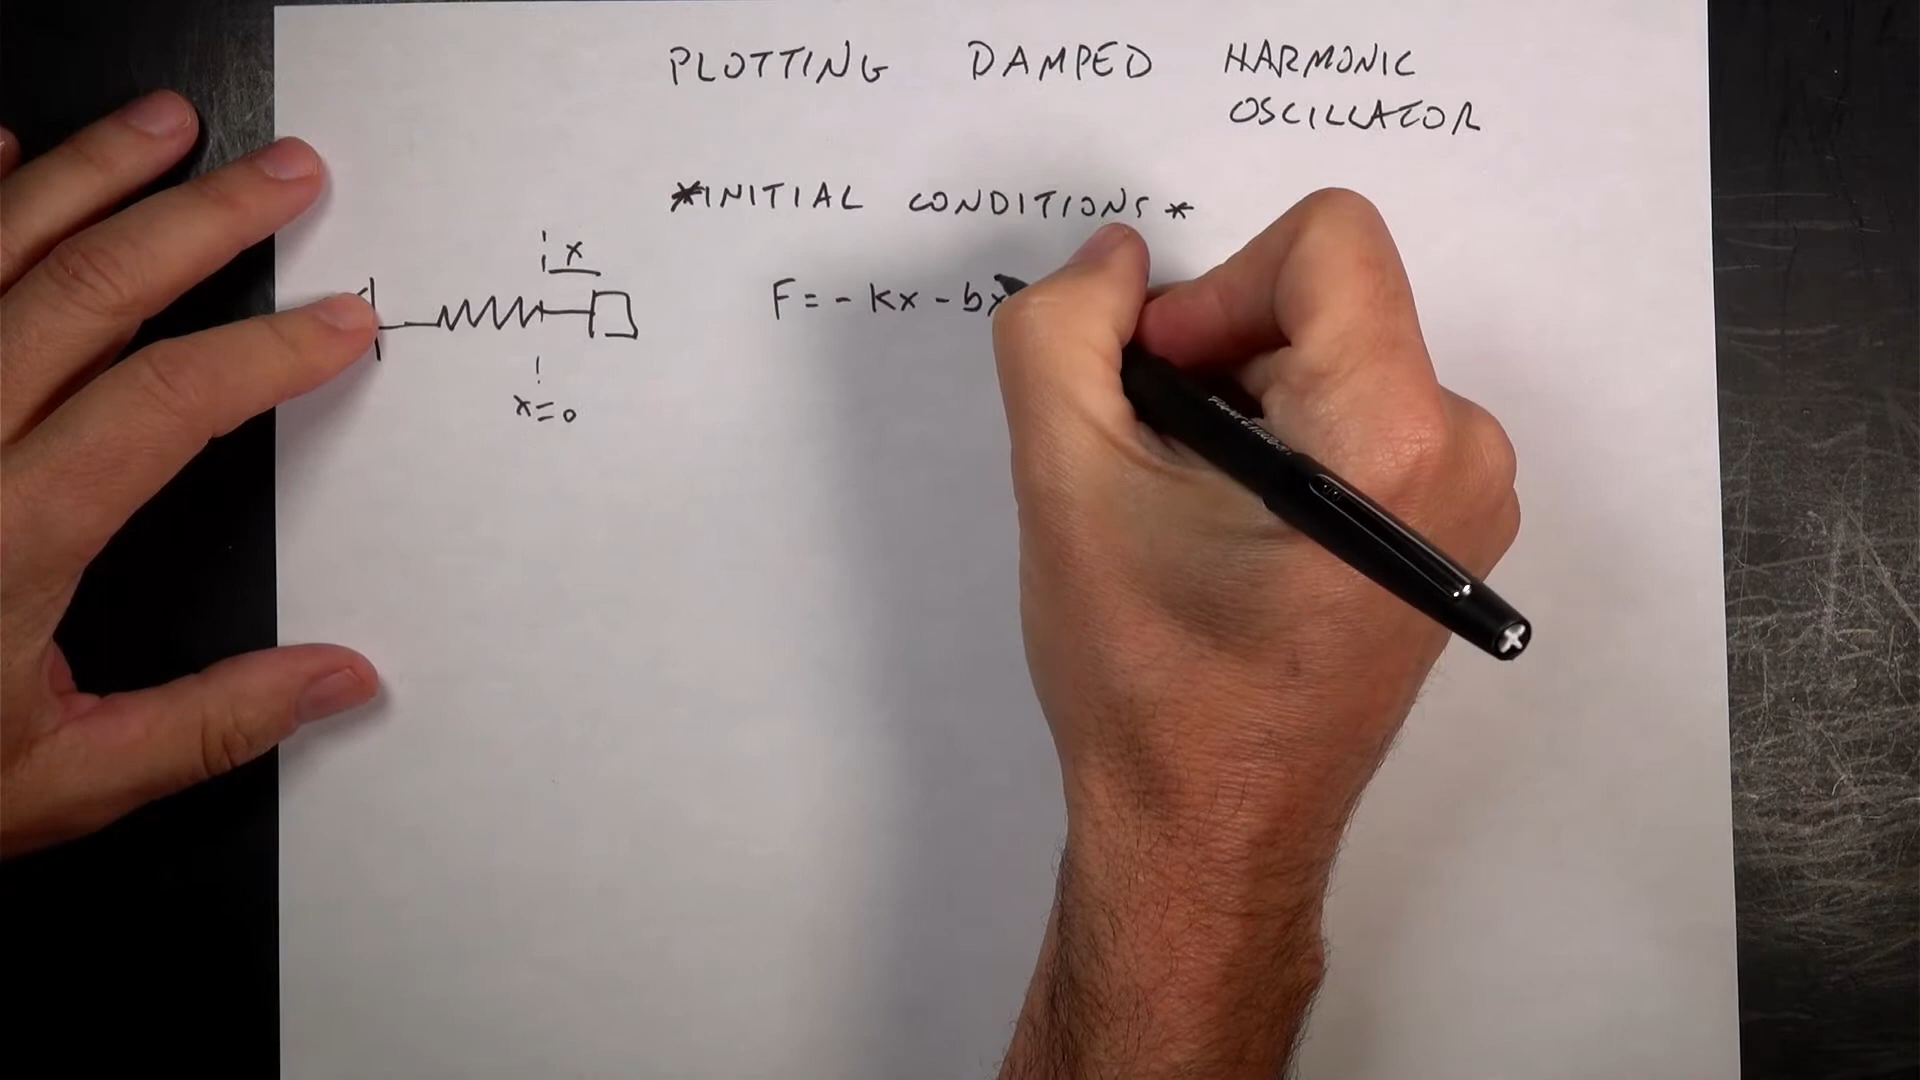 PLOTTING DAMPED HARMONIC
OSCILLATOR
*INITIAL CONDITIONS*
x
F = - kx - bx
x=0